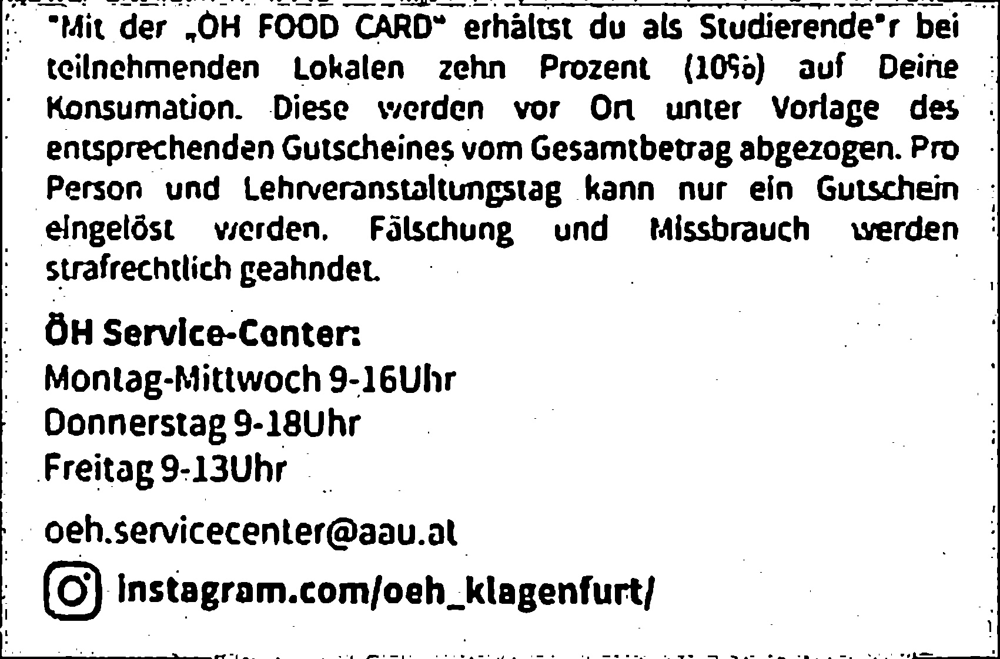 *Mit der „ÖH FOOD CARD“ erhältst du als Studierende*r bei
teilnehmenden Lokalen zehn Prozent (10%) auf Deine
Konsumation. Diese werden vor Ort unter Vorlage des
entsprechenden Gutscheines vom Gesamtbetrag abgezogen. Pro
Person und Lehrveranstaltungstag kann nur ein Gutschein
eingelöst werden. Fälschung und Missbrauch werden
strafrechtlich geahndet.
ÖH Service-Center:
Montag-Mittwoch 9-16Uhr
Donnerstag 9-18Uhr
Freitag 9-13Uhr
oeh.servicecenter@aau.at
instagram.com/oeh_klagenfurt/